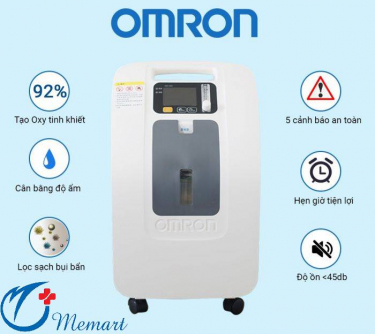 OMRON
92%
Tạo Oxy tinh khiết
Cân bằng độ ẩm
Lọc sạch bụi bẩn
5 cảnh báo an toàn
Hẹn giờ tiện lợi
Độ ồn <45db
OMRON
Memart